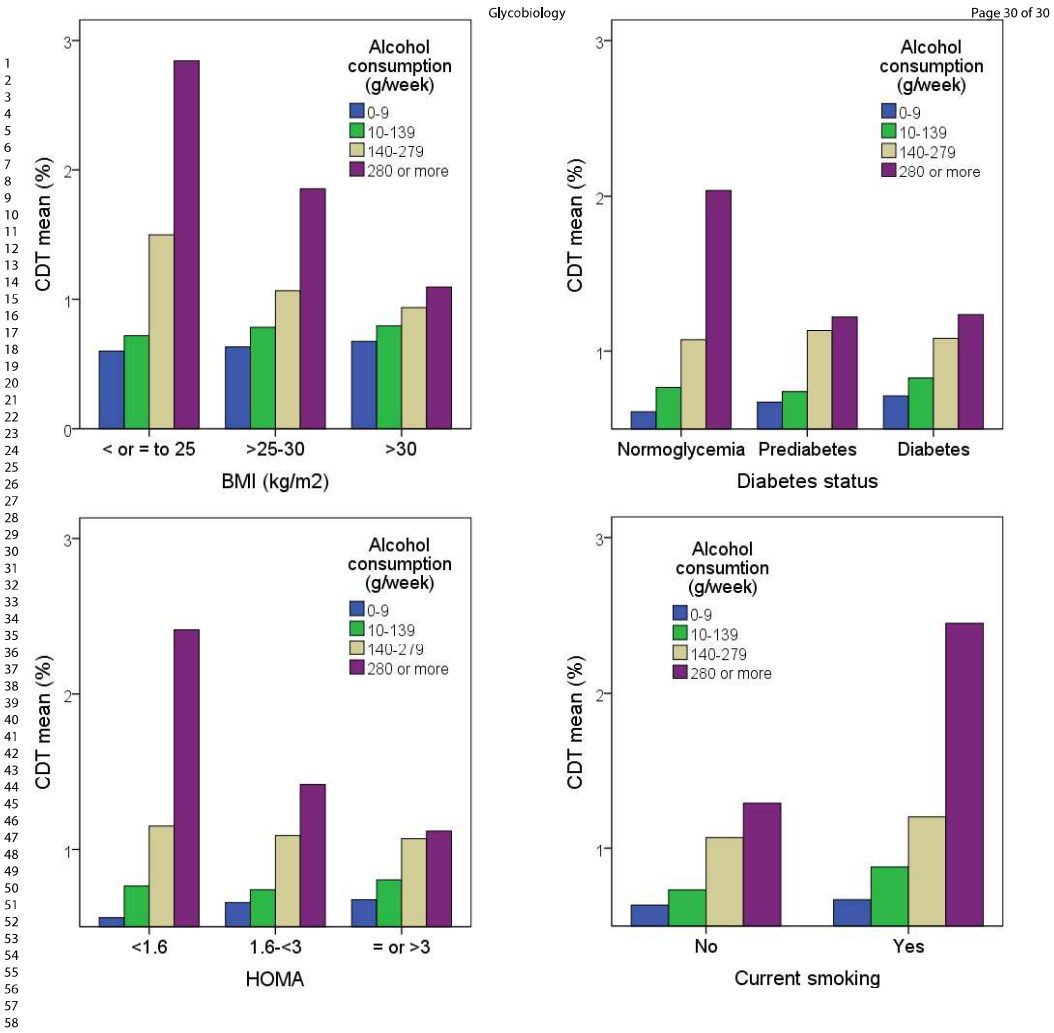 Glycobiology
Page 30 of 30
1
2
3
4
5
6
7
8
9
10
11
12
13
14
15
16
17
18
19
20
21
22
23
24
25
26
27
28
29
30
31
32
33
34
35
36
37
38
39
40
41
42
43
44
45
46
47
48
49
50
51
52
53
54
55
56
57
58
CDT mean (%)
3
2
1
0
Alcohol
consumption
(g/week)
0-9
10-139
140-279
280 or more
< or = to 25
>25-30
>30
BMI (kg/m2)
CDT mean (%)
3
2
1
Alcohol
consumption
(g/week)
0-9
10-139
140-279
280 or more
Normoglycemia
Prediabetes
Diabetes
Diabetes status
CDT mean (%)
3
2
1
Alcohol
consumption
(g/week)
0-9
10-139
140-279
280 or more
<1.6
1.6-<3
= or >3
HOMA
CDT mean (%)
3
2
1
Alcohol
consumtion
(g/week)
0-9
10-139
140-279
280 or more
No
Yes
Current smoking